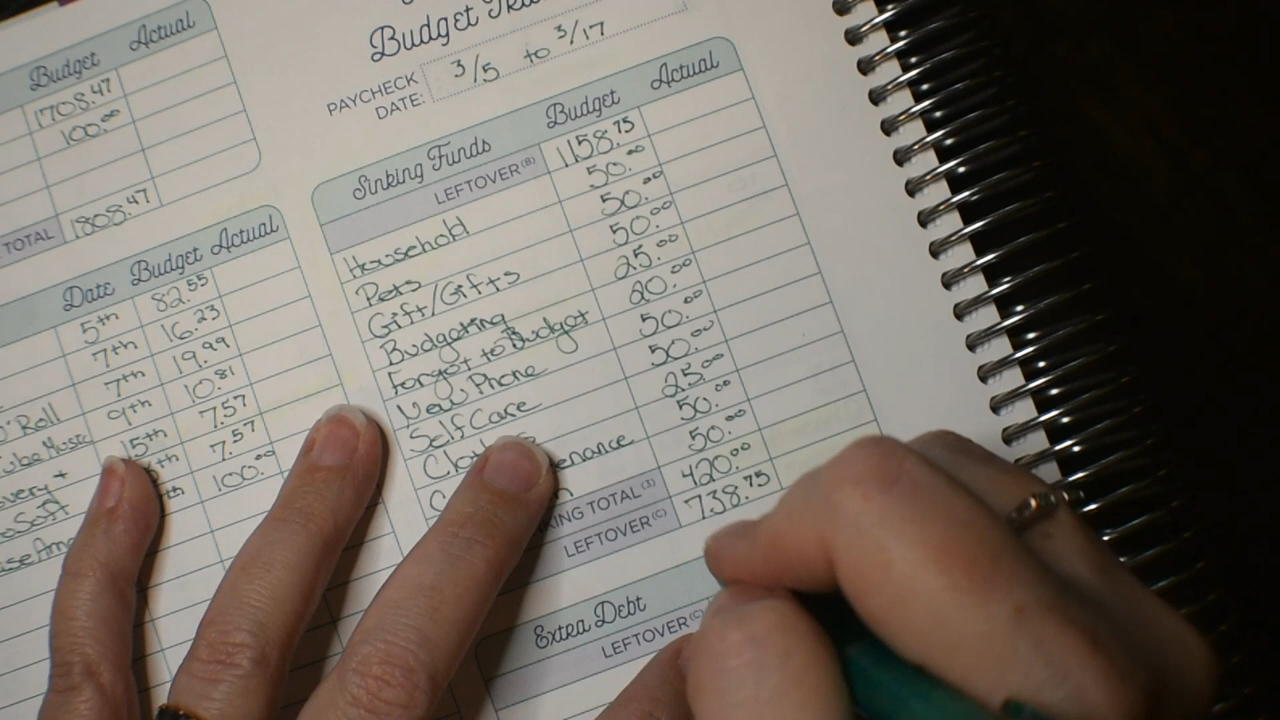 Budget Actual
1708.47
100.00
TOTAL 1808.47
Date Budget Actual
5th 82.55
7th 16.23
7th 19.99
Roll 9th 10.81
Music 15th 7.57
+ 7.57
100.00
Budget
PAYCHECK DATE: 3/5 to 3/17
Sinking Funds Budget Actual
LEFTOVER(B) 1158.75
Household 50.00
Pets 50.00
Gift/Gifts 50.00
Budgeting 25.00
Forgot to Budget 20.00
New Phone 50.00
Self Care 50.00
25.00
50.00
50.00
TOTAL(3) 420.00
LEFTOVER(C) 738.75
Extra Debt
LEFTOVER(C)